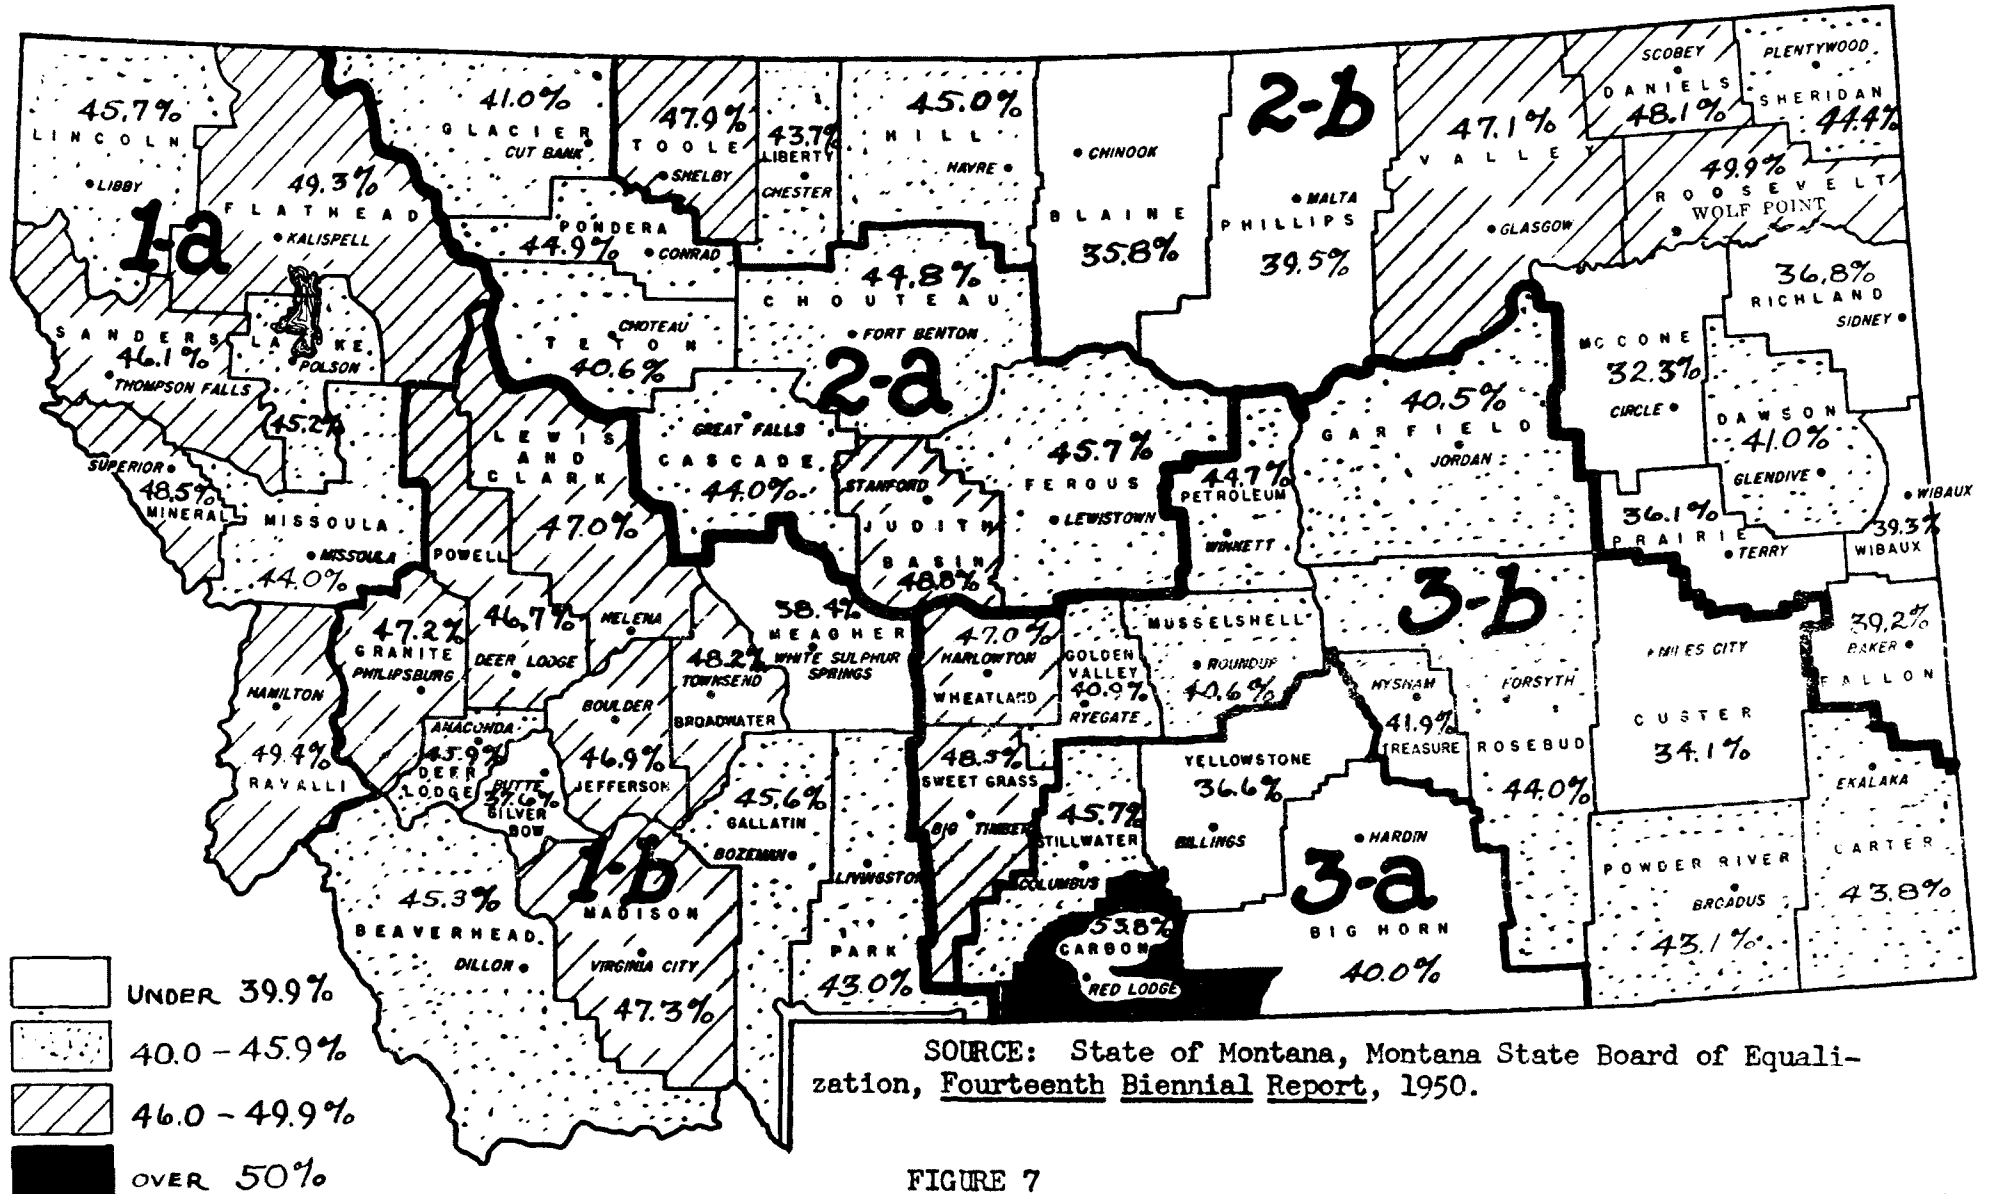 SCOBEY
PLENTYWOOD
DANIELS
48.1%
SHERIDAN
44.4%
45.7%
LINCOLN
LIBBY
1-a
49.3%
FLATHEAD
KALISPELL
41.0%
GLACIER
CUT BANK
47.9%
TOOLE
SHELBY
43.7%
LIBERTY
CHESTER
45.0%
HILL
HAVRE
CHINOOK
BLAINE
35.8%
2-b
MALTA
PHILLIPS
39.5%
47.1%
VALLEY
GLASGOW
49.9%
ROOSEVELT
WOLF POINT
PONDERA
44.9%
CONRAD
44.8%
CHOUTEAU
FORT BENTON
2-a
CHOTEAU
TETON
40.6%
36.8%
RICHLAND
SIDNEY
MCCONE
32.3%
CIRCLE
DAWSON
41.0%
GLENDIVE
WIBAUX
39.3%
WIBAUX
36.1%
PRAIRIE
TERRY
SANDERS
46.1%
THOMPSON FALLS
LAKE
POLSON
45.2%
LEWIS
AND
CLARK
47.0%
HELENA
GREAT FALLS
CASCADE
44.0%
STANFORD
JUDITH
BASIN
48.8%
45.7%
FERGUS
LEWISTOWN
44.7%
PETROLEUM
WINNETT
40.5%
GARFIELD
JORDAN
SUPERIOR
48.5%
MINERAL
MISSOULA
MISSOULA
44.0%
POWELL
46.7%
DEER LODGE
47.2%
GRANITE
PHILIPSBURG
HAMILTON
49.4%
RAVALLI
38.4%
MEAGHER
WHITE SULPHUR
SPRINGS
48.2%
TOWNSEND
BROADWATER
BOULDER
46.9%
JEFFERSON
ANACONDA
45.9%
DEER
LODGE
BUTTE
37.6%
SILVER
BOW
47.0%
HARLOWTON
WHEATLAND
GOLDEN
VALLEY
40.9%
RYEGATE
MUSSELSHELL
ROUNDUP
40.6%
3-b
HYSHAM
41.9%
TREASURE
FORSYTH
ROSEBUD
44.0%
MILES CITY
CUSTER
34.1%
39.2%
BAKER
FALLON
EKALAKA
CARTER
43.8%
POWDER RIVER
BROADUS
43.1%
45.6%
GALLATIN
BOZEMAN
LIVINGSTON
PARK
43.0%
48.5%
SWEET GRASS
BIG TIMBER
45.7%
STILLWATER
COLUMBUS
YELLOWSTONE
36.6%
BILLINGS
HARDIN
3-a
BIG HORN
40.0%
53.8%
CARBON
RED LODGE
1-b
MADISON
VIRGINIA CITY
47.3%
45.3%
BEAVERHEAD
DILLON
UNDER 39.9%
40.0 - 45.9%
46.0 - 49.9%
OVER 50%
SOURCE: State of Montana, Montana State Board of Equali-
zation, Fourteenth Biennial Report, 1950.
FIGURE 7